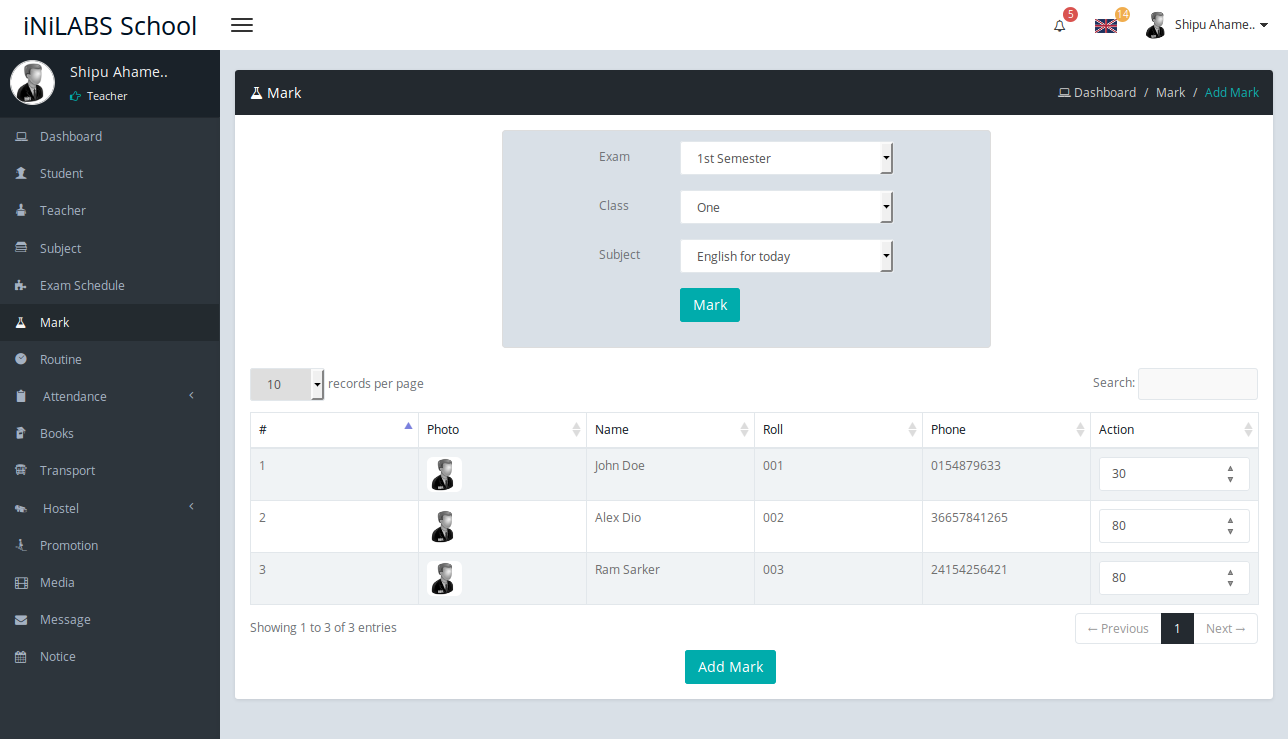 iNiLABS School
5
14
Shipu Ahame..
Shipu Ahame..
Teacher
Dashboard
Student
Teacher
Subject
Exam Schedule
Mark
Routine
Attendance
Books
Transport
Hostel
Promotion
Media
Message
Notice
Mark
Dashboard / Mark / Add Mark
Exam 1st Semester
Class One
Subject English for today
Mark
10 records per page
Search:
# Photo Name Roll Phone Action
1 John Doe 001 0154879633 30
2 Alex Dio 002 36657841265 80
3 Ram Sarker 003 24154256421 80
Showing 1 to 3 of 3 entries
← Previous 1 Next →
Add Mark